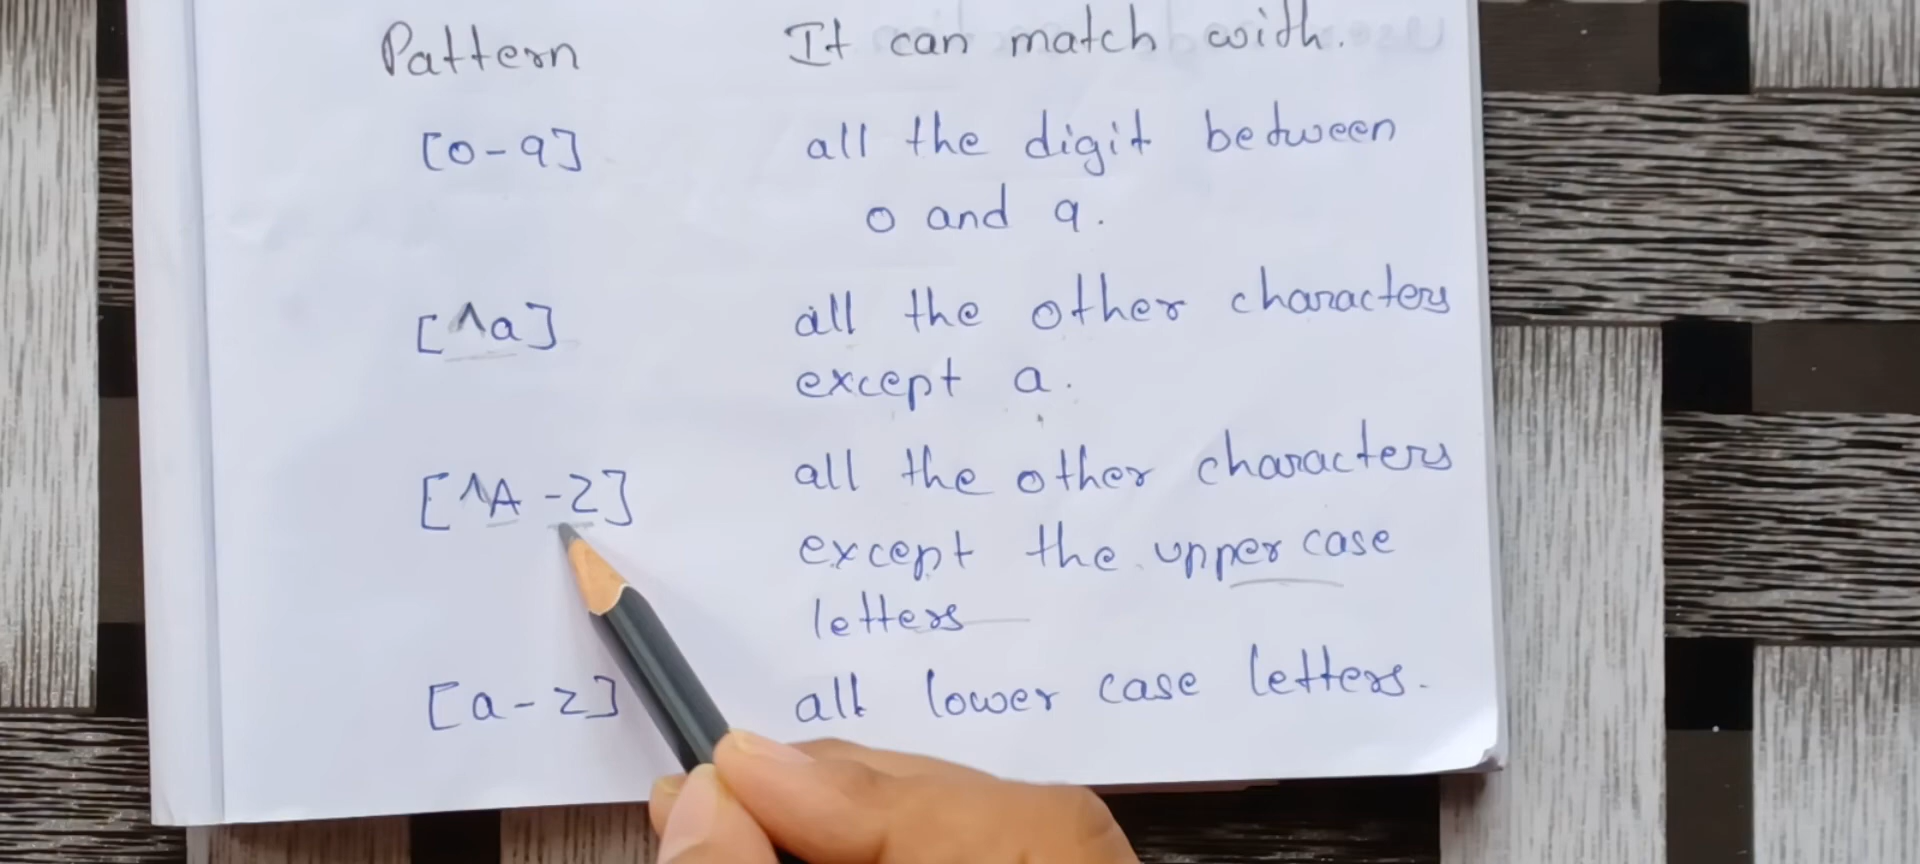 Pattern It can match with.
[0-9] all the digit between
0 and 9.
[^a] all the other characters
except a.
[^A-Z] all the other characters
except the upper case
letters
[a-z] all lower case letters.